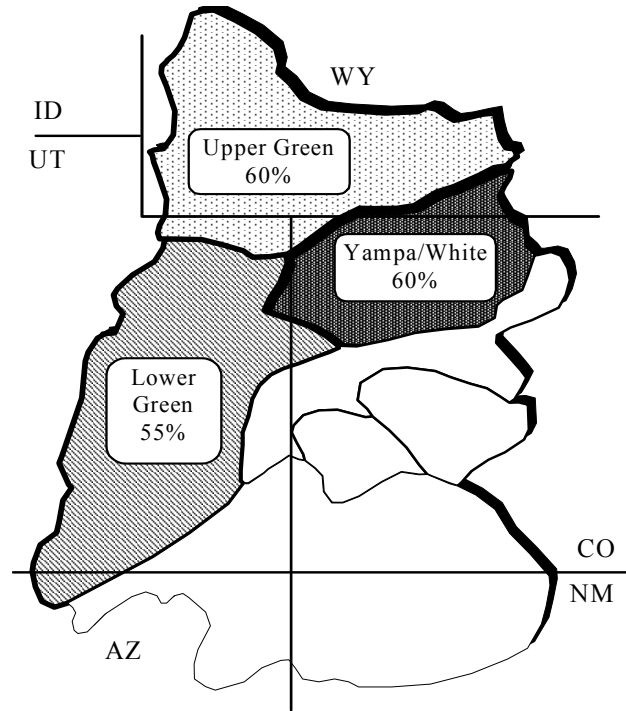 WY
ID
UT
Upper Green
60%
Yampa/White
60%
Lower
Green
55%
CO
NM
AZ